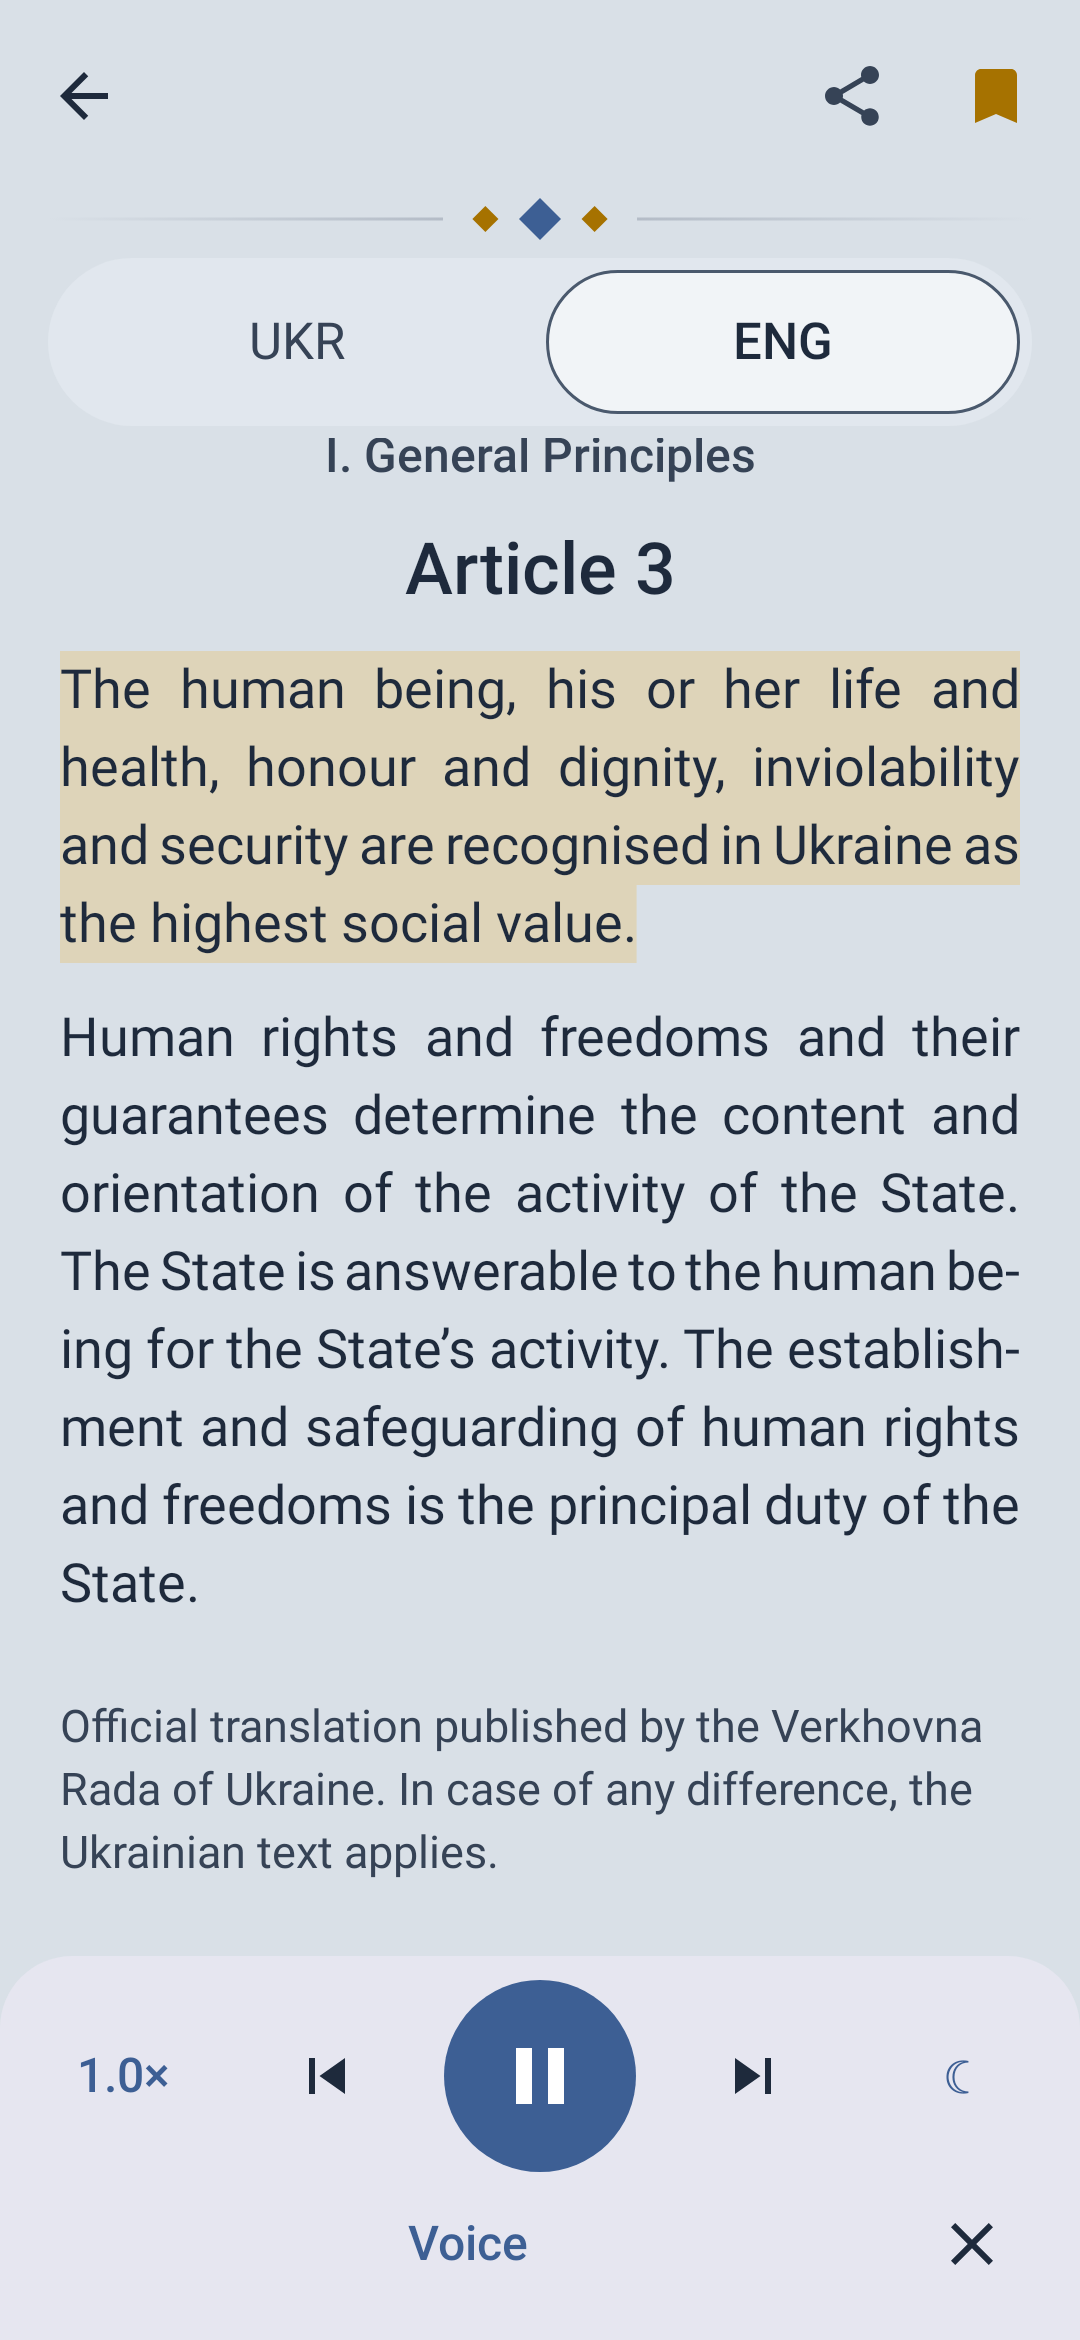 UKR
ENG
I. General Principles
Article 3
The human being, his or her life and
health, honour and dignity, inviolability
and security are recognised in Ukraine as
the highest social value.
Human rights and freedoms and their
guarantees determine the content and
orientation of the activity of the State.
The State is answerable to the human be-
ing for the State’s activity. The establish-
ment and safeguarding of human rights
and freedoms is the principal duty of the
State.
Official translation published by the Verkhovna
Rada of Ukraine. In case of any difference, the
Ukrainian text applies.
1.0×
Voice